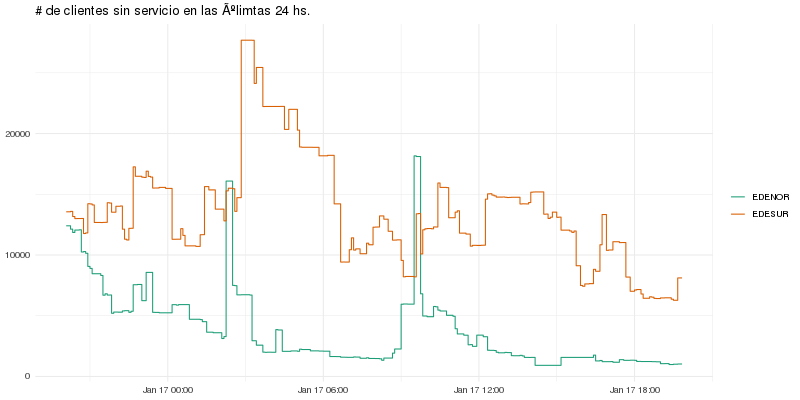 # de clientes sin servicio en las Ãºlimtas 24 hs.
20000
10000
0
Jan 17 00:00
Jan 17 06:00
Jan 17 12:00
Jan 17 18:00
EDENOR
EDESUR